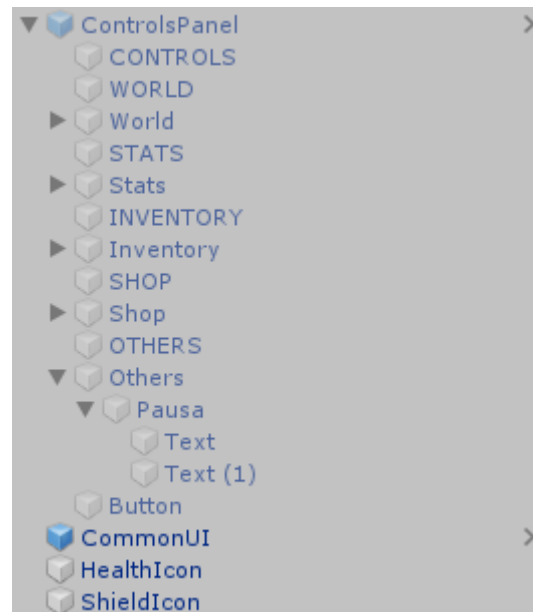 ControlsPanel
CONTROLS
WORLD
World
STATS
Stats
INVENTORY
Inventory
SHOP
Shop
OTHERS
Others
Pausa
Text
Text (1)
Button
CommonUI
HealthIcon
ShieldIcon